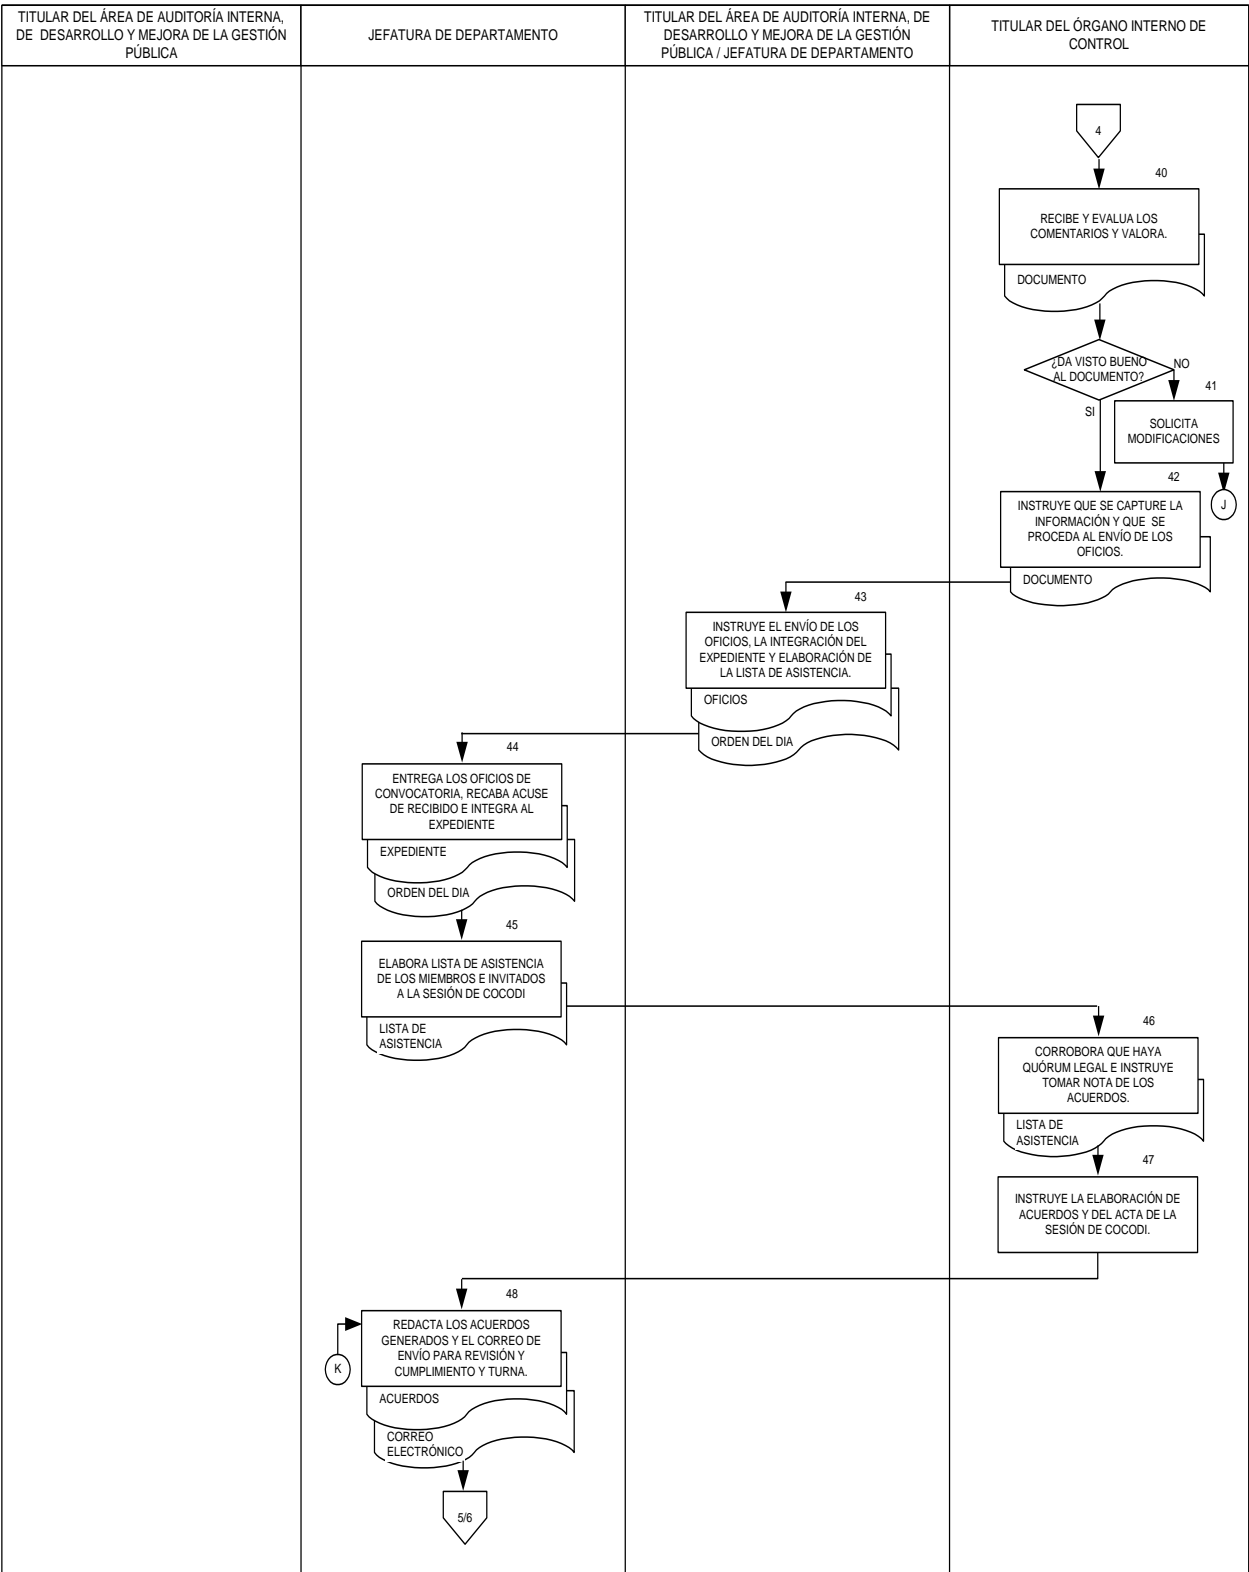 TITULAR DEL ÁREA DE AUDITORÍA INTERNA,
DE DESARROLLO Y MEJORA DE LA GESTIÓN
PÚBLICA
JEFATURA DE DEPARTAMENTO
TITULAR DEL ÁREA DE AUDITORÍA INTERNA, DE
DESARROLLO Y MEJORA DE LA GESTIÓN
PÚBLICA / JEFATURA DE DEPARTAMENTO
TITULAR DEL ÓRGANO INTERNO DE
CONTROL
4
40
RECIBE Y EVALUA LOS
COMENTARIOS Y VALORA.
DOCUMENTO
¿DA VISTO BUENO
AL DOCUMENTO?
NO
SI
41
SOLICITA
MODIFICACIONES
J
42
INSTRUYE QUE SE CAPTURE LA
INFORMACIÓN Y QUE SE
PROCEDA AL ENVÍO DE LOS
OFICIOS.
DOCUMENTO
43
INSTRUYE EL ENVÍO DE LOS
OFICIOS, LA INTEGRACIÓN DEL
EXPEDIENTE Y ELABORACIÓN DE
LA LISTA DE ASISTENCIA.
OFICIOS
ORDEN DEL DIA
44
ENTREGA LOS OFICIOS DE
CONVOCATORIA, RECABA ACUSE
DE RECIBIDO E INTEGRA AL
EXPEDIENTE
EXPEDIENTE
ORDEN DEL DIA
45
ELABORA LISTA DE ASISTENCIA
DE LOS MIEMBROS E INVITADOS
A LA SESIÓN DE COCODI
LISTA DE
ASISTENCIA
46
CORROBORA QUE HAYA
QUÓRUM LEGAL E INSTRUYE
TOMAR NOTA DE LOS
ACUERDOS.
LISTA DE
ASISTENCIA
47
INSTRUYE LA ELABORACIÓN DE
ACUERDOS Y DEL ACTA DE LA
SESIÓN DE COCODI.
48
REDACTA LOS ACUERDOS
GENERADOS Y EL CORREO DE
ENVÍO PARA REVISIÓN Y
CUMPLIMIENTO Y TURNA.
K
ACUERDOS
CORREO
ELECTRÓNICO
5/6